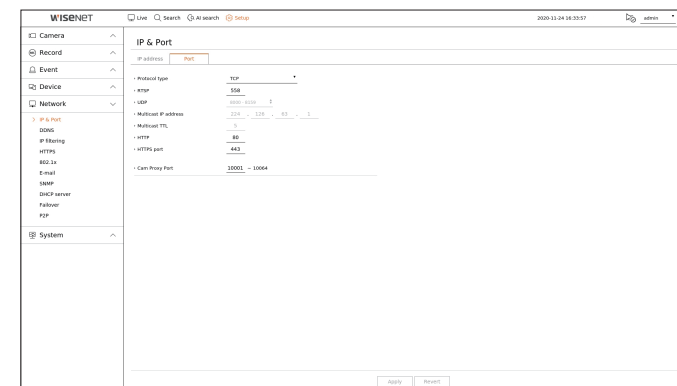 WISENET
Live Search AI search Setup 2020-11-24 16:33:57 admin
Camera
Record
Event
Device
Network
IP & Port
DDNS
IP filtering
HTTPS
802.1x
E-mail
SNMP
DHCP server
Failover
P2P
System
IP & Port
IP address Port
Protocol type TCP
RTSP 558
UDP
Multicast IP address 224 . 126 . 63 . 1
Multicast TTL 5
HTTP 80
HTTPS port 443
Cam Proxy Port 10001 ~ 10064
Apply Revert